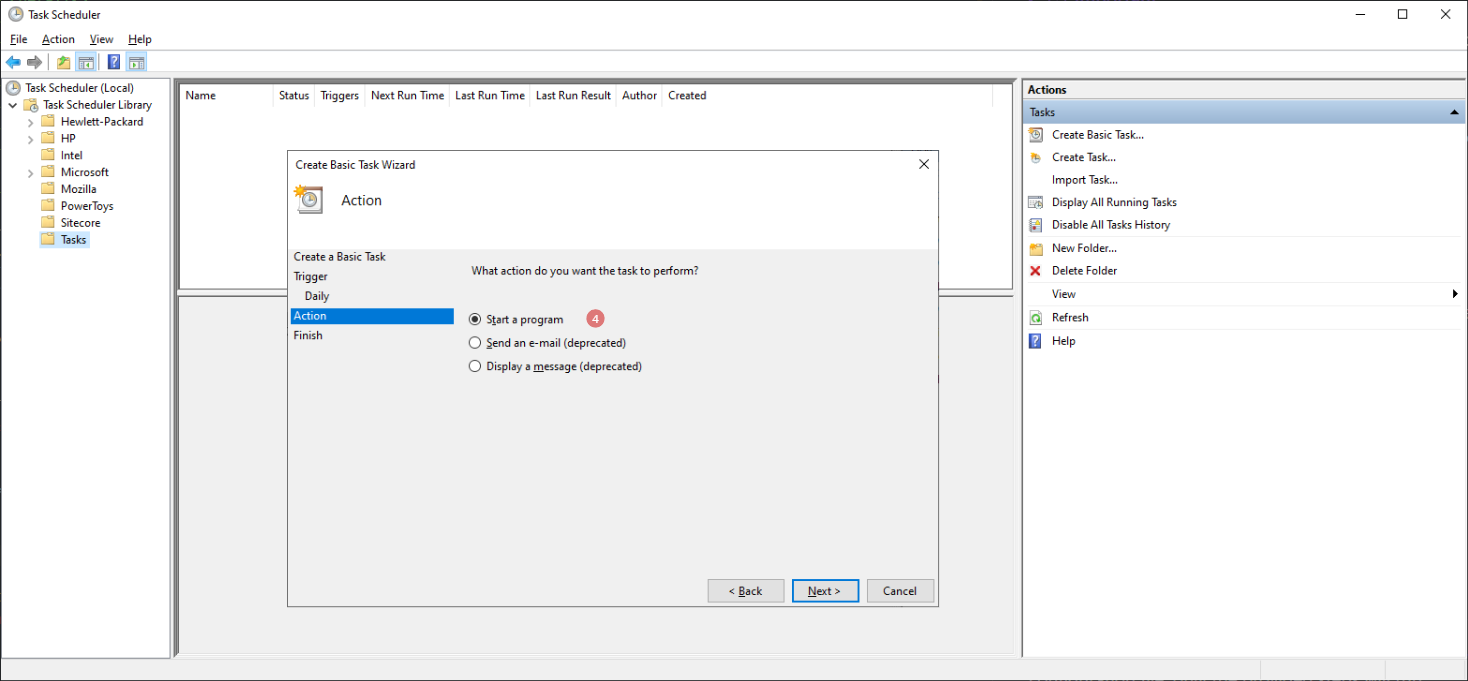 Task Scheduler
File Action View Help
Task Scheduler (Local)
Task Scheduler Library
Hewlett-Packard
HP
Intel
Microsoft
Mozilla
PowerToys
Sitecore
Tasks
Name Status Triggers Next Run Time Last Run Time Last Run Result Author Created
Create Basic Task Wizard
Action
Create a Basic Task
Trigger
Daily
Action
Finish
What action do you want the task to perform?
Start a program 4
Send an e-mail (deprecated)
Display a message (deprecated)
< Back Next > Cancel
Actions
Tasks
Create Basic Task...
Create Task...
Import Task...
Display All Running Tasks
Disable All Tasks History
New Folder...
Delete Folder
View
Refresh
Help